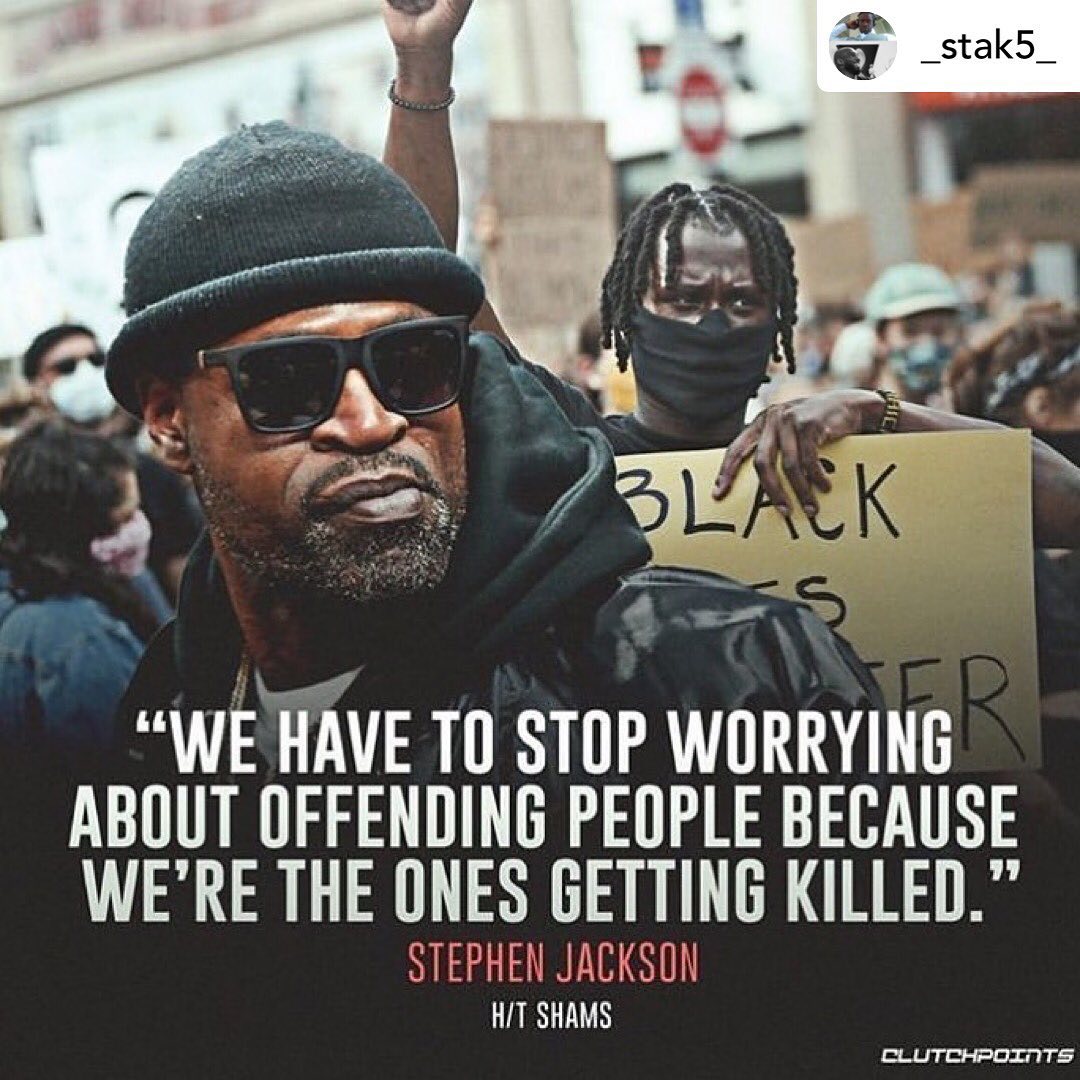 _stak5_
BLACK
“WE HAVE TO STOP WORRYING
ABOUT OFFENDING PEOPLE BECAUSE
WE’RE THE ONES GETTING KILLED.”
STEPHEN JACKSON
H/T SHAMS
CLUTCHPOINTS